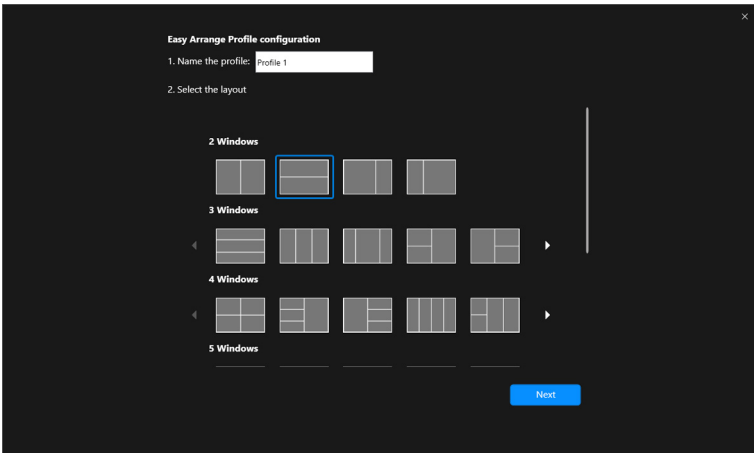 Easy Arrange Profile configuration
1. Name the profile: Profile 1
2. Select the layout
2 Windows
3 Windows
4 Windows
5 Windows
Next